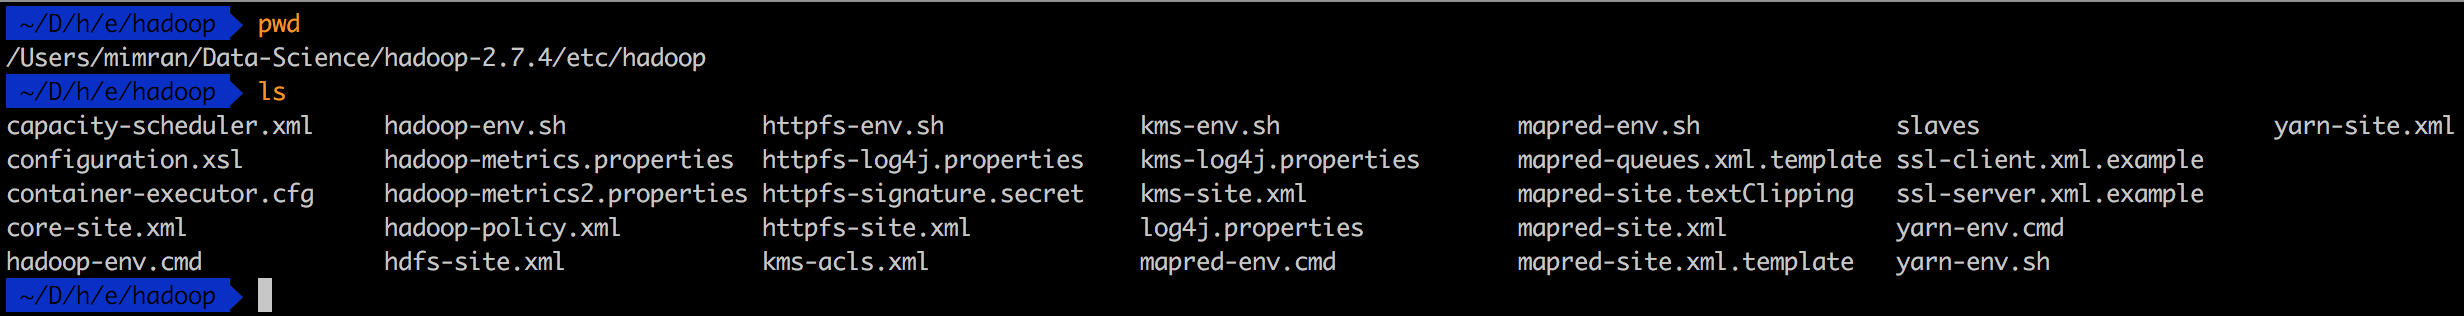 ~/D/h/e/hadoop pwd
/Users/mimran/Data-Science/hadoop-2.7.4/etc/hadoop
~/D/h/e/hadoop ls
capacity-scheduler.xml hadoop-env.sh httpfs-env.sh kms-env.sh mapred-env.sh slaves yarn-site.xml
configuration.xsl hadoop-metrics.properties httpfs-log4j.properties kms-log4j.properties mapred-queues.xml.template ssl-client.xml.example
container-executor.cfg hadoop-metrics2.properties httpfs-signature.secret kms-site.xml mapred-site.textClipping ssl-server.xml.example
core-site.xml hadoop-policy.xml httpfs-site.xml log4j.properties mapred-site.xml yarn-env.cmd
hadoop-env.cmd hdfs-site.xml kms-acls.xml mapred-env.cmd mapred-site.xml.template yarn-env.sh
~/D/h/e/hadoop